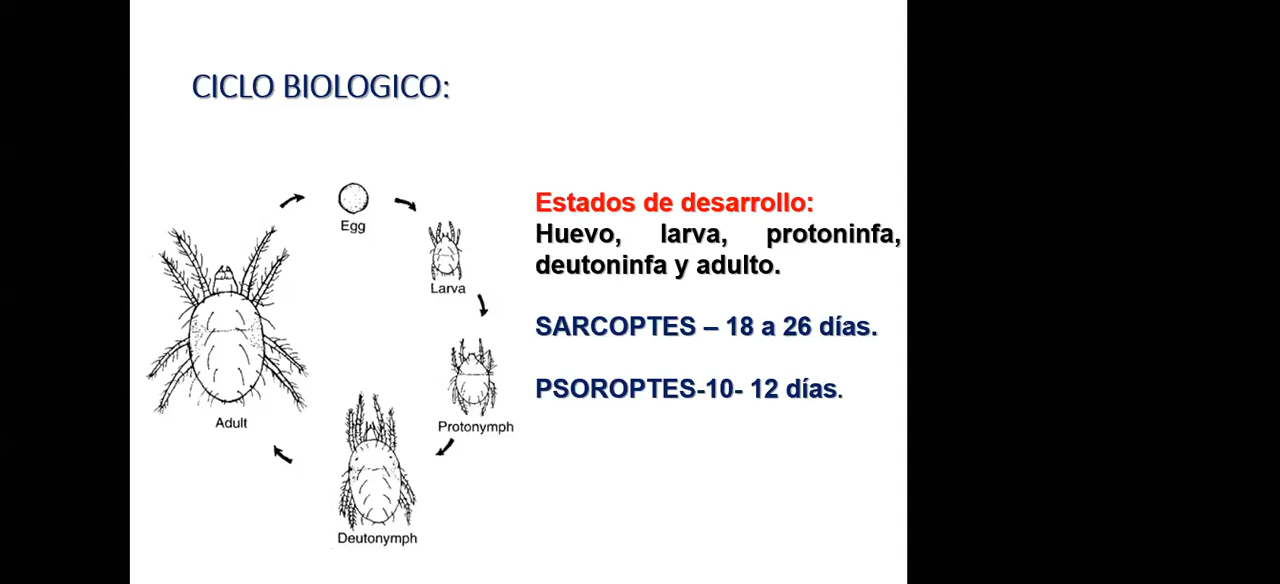 CICLO BIOLOGICO:
Egg
Larva
Protonymph
Deutonymph
Adult
Estados de desarrollo:
Huevo, larva, protoninfa,
deutoninfa y adulto.
SARCOPTES – 18 a 26 días.
PSOROPTES-10- 12 días.